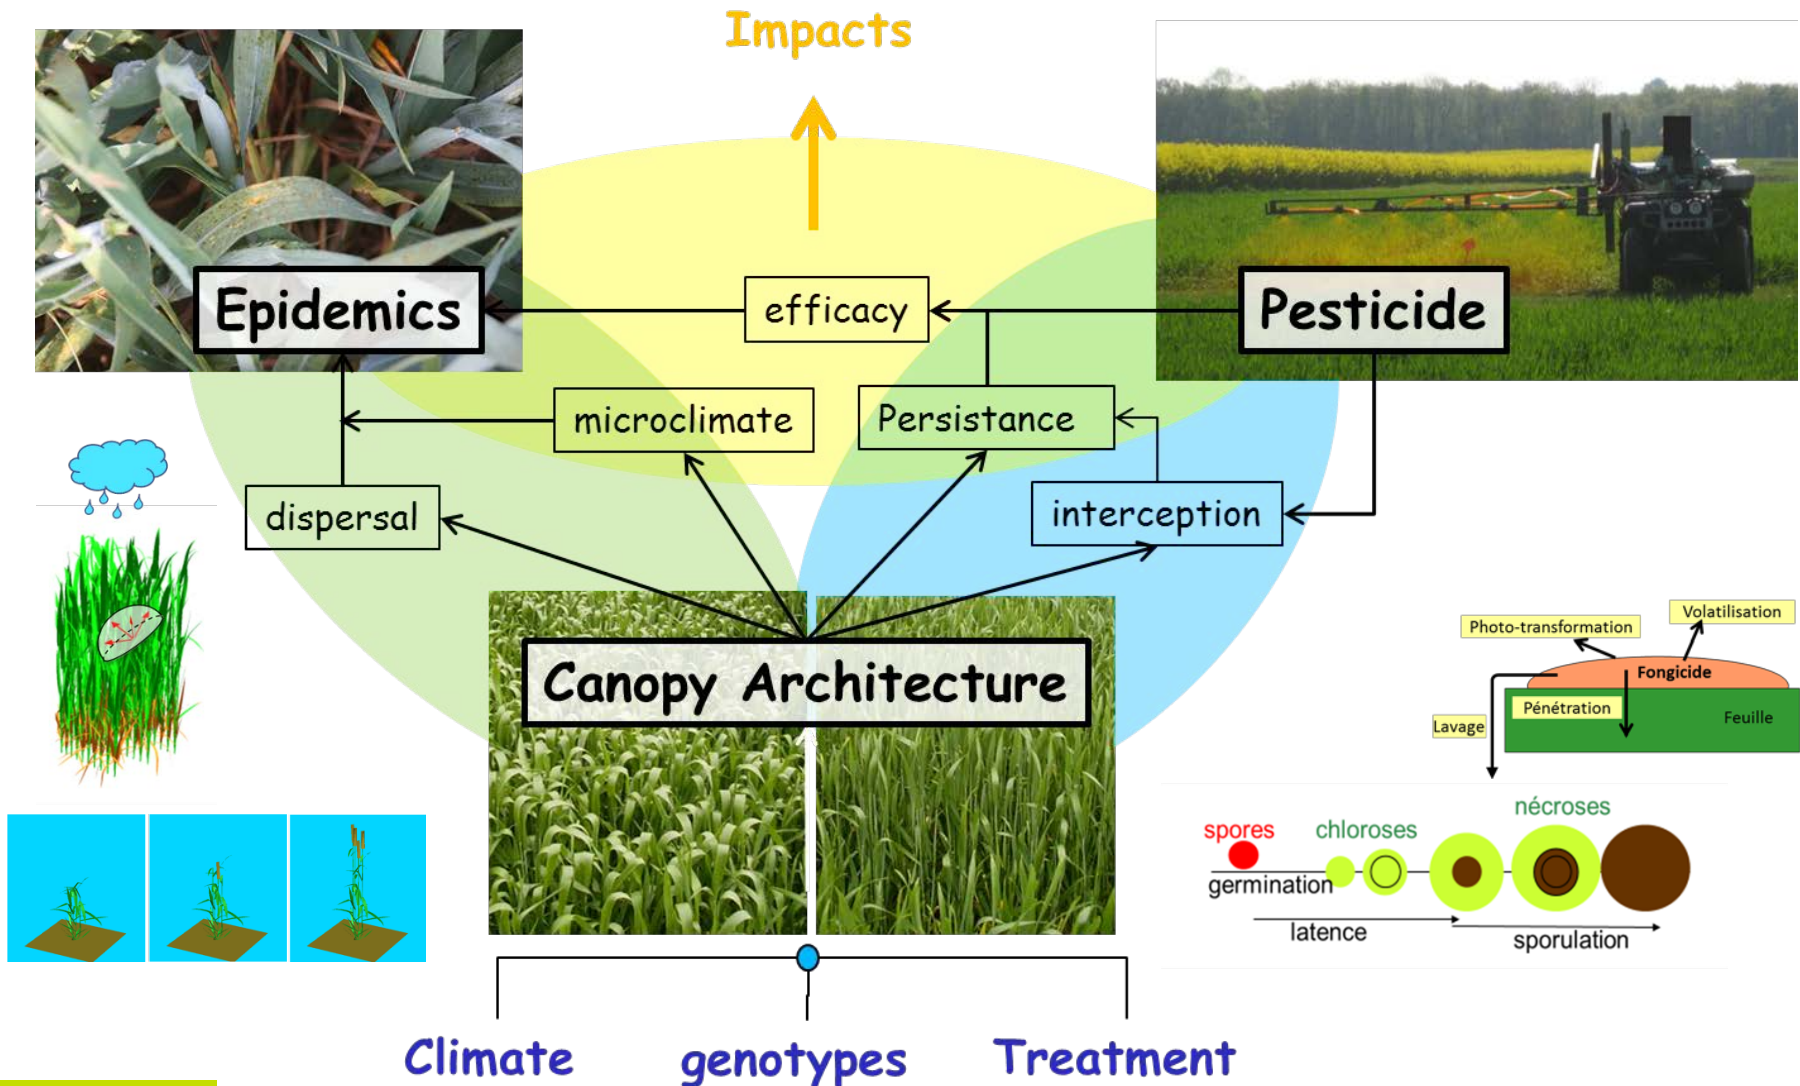 Impacts
Epidemics
efficacy
Pesticide
microclimate
Persistance
dispersal
interception
Canopy Architecture
Photo-transformation
Volatilisation
Fongicide
Pénétration
Lavage
Feuille
spores
chloroses
nécroses
germination
latence
sporulation
Climate
genotypes
Treatment